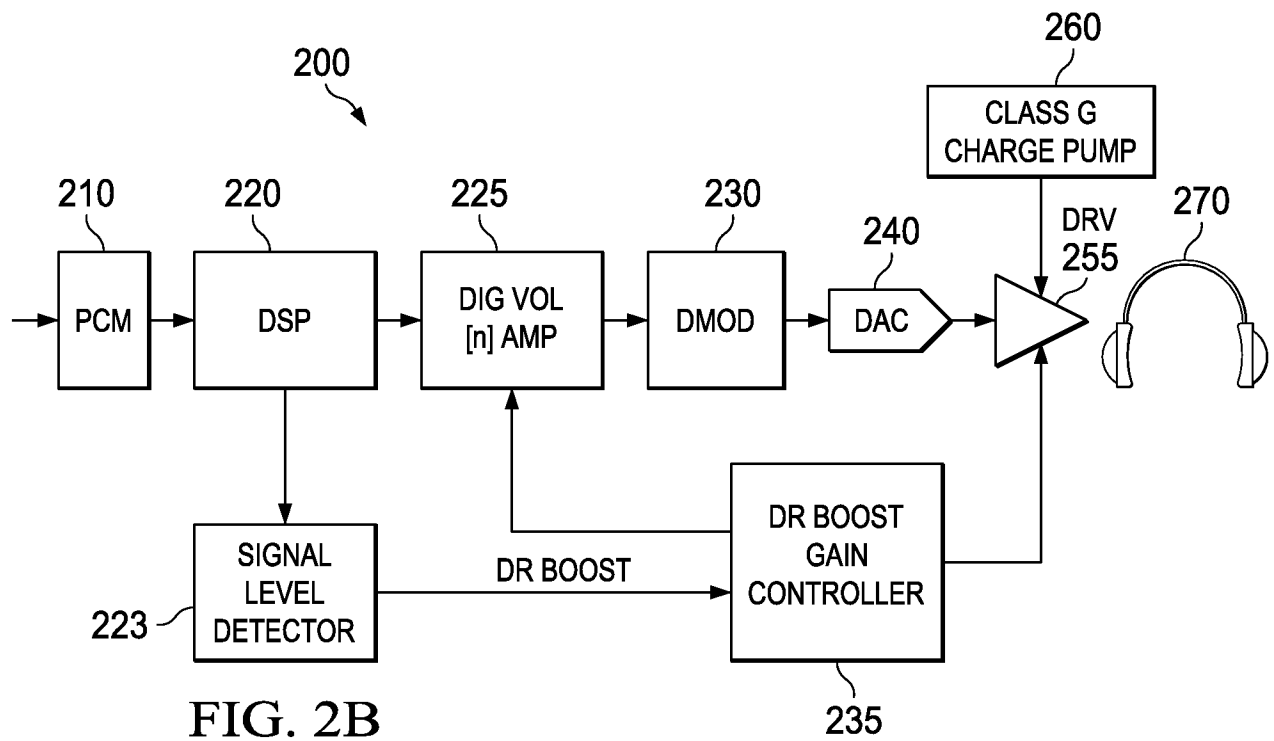 200
260
CLASS G
CHARGE PUMP
210
220
225
230
240
DRV
255
270
PCM
DSP
DIG VOL
[n] AMP
DMOD
DAC
SIGNAL
LEVEL
DETECTOR
223
DR BOOST
DR BOOST
GAIN
CONTROLLER
235
FIG. 2B